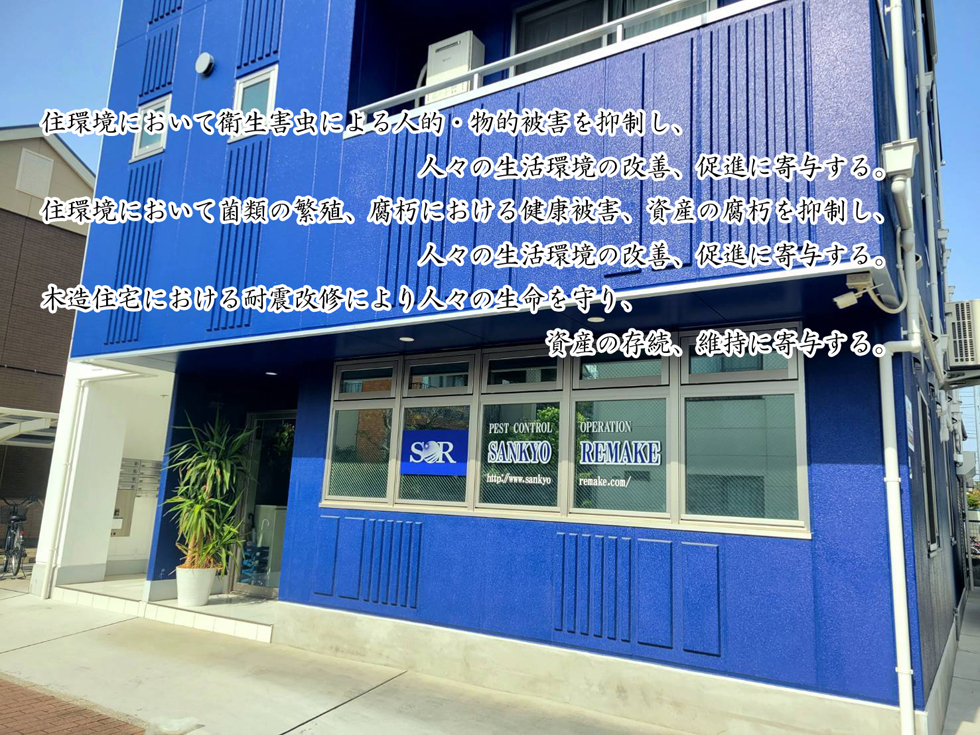 住環境において衛生害虫による人的・物的被害を抑制し、
人々の生活環境の改善、促進に寄与する。
住環境において菌類の繁殖、腐朽における健康被害、資産の腐朽を抑制し、
人々の生活環境の改善、促進に寄与する。
木造住宅における耐震改修により人々の生命を守り、
資産の存続、維持に寄与する。
SR
PEST CONTROL OPERATION
SANKYO REMAKE
http://www.sankyo remake.com/